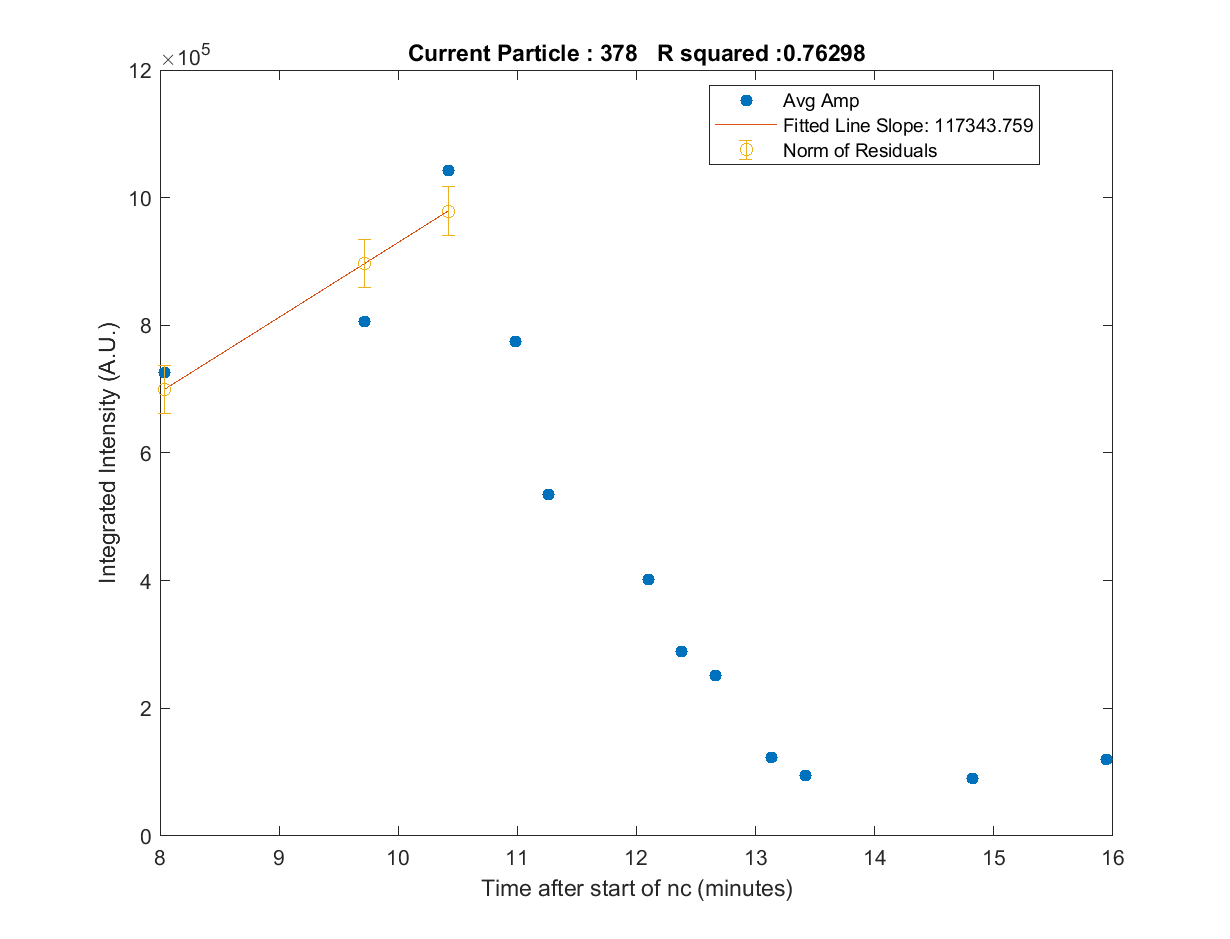 Current Particle : 378   R squared :0.76298
×10^5
12
10
8
6
4
2
0
Integrated Intensity (A.U.)
Avg Amp
Fitted Line Slope: 117343.759
Norm of Residuals
8 9 10 11 12 13 14 15 16
Time after start of nc (minutes)